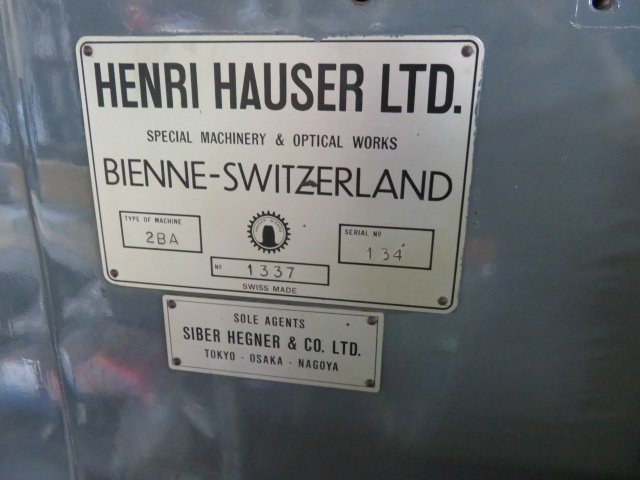 HENRI HAUSER LTD.
SPECIAL MACHINERY & OPTICAL WORKS
BIENNE-SWITZERLAND
TYPE OF MACHINE
2BA
SERIAL No
134
No 1337
SWISS MADE
SOLE AGENTS
SIBER HEGNER & CO. LTD.
TOKYO - OSAKA - NAGOYA